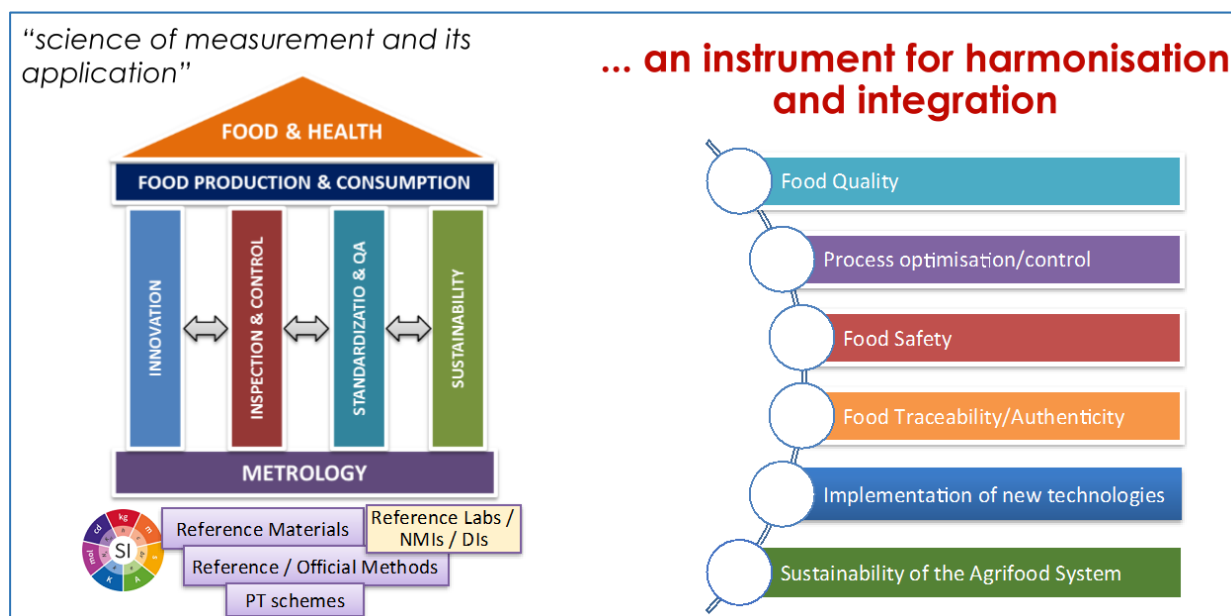 “science of measurement and its
application”
FOOD & HEALTH
FOOD PRODUCTION & CONSUMPTION
INNOVATION
INSPECTION & CONTROL
STANDARDIZATIO & QA
SUSTAINABILITY
METROLOGY
cd
kg
m
s
A
K
mol
SI
Reference Materials
Reference Labs /
NMIs / DIs
Reference / Official Methods
PT schemes
... an instrument for harmonisation
and integration
Food Quality
Process optimisation/control
Food Safety
Food Traceability/Authenticity
Implementation of new technologies
Sustainability of the Agrifood System